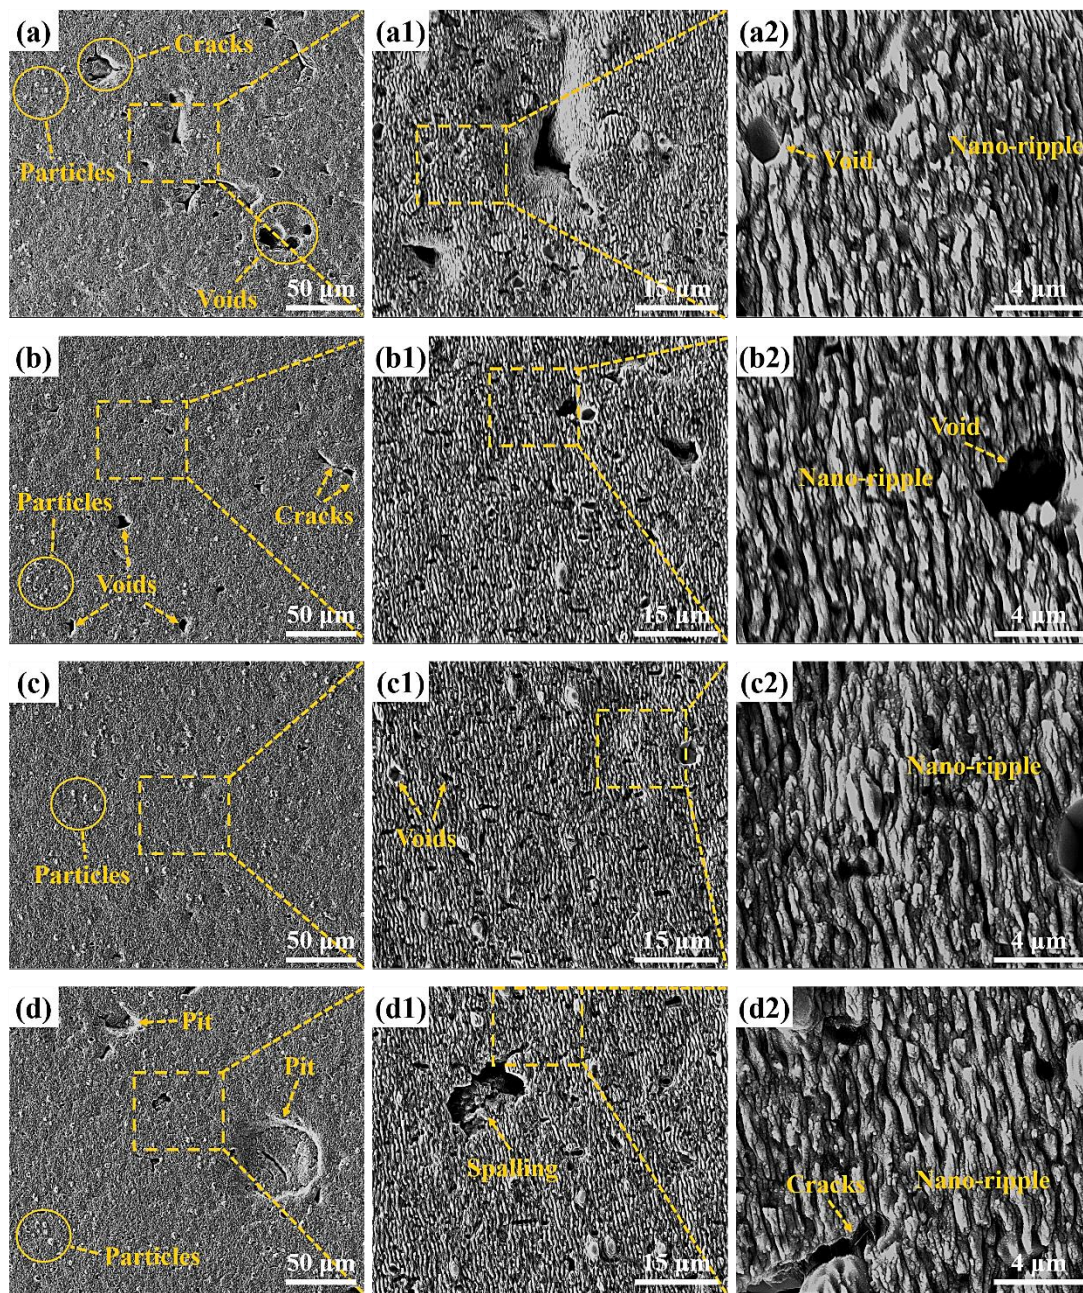 (a)
Cracks
Particles
Voids
50 μm
(a1)
15 μm
(a2)
Void
Nano-ripple
4 μm
(b)
Particles
Cracks
Voids
50 μm
(b1)
15 μm
(b2)
Void
Nano-ripple
4 μm
(c)
Particles
50 μm
(c1)
Voids
15 μm
(c2)
Nano-ripple
4 μm
(d)
Pit
Pit
Particles
50 μm
(d1)
Spalling
15 μm
(d2)
Nano-ripple
Cracks
4 μm